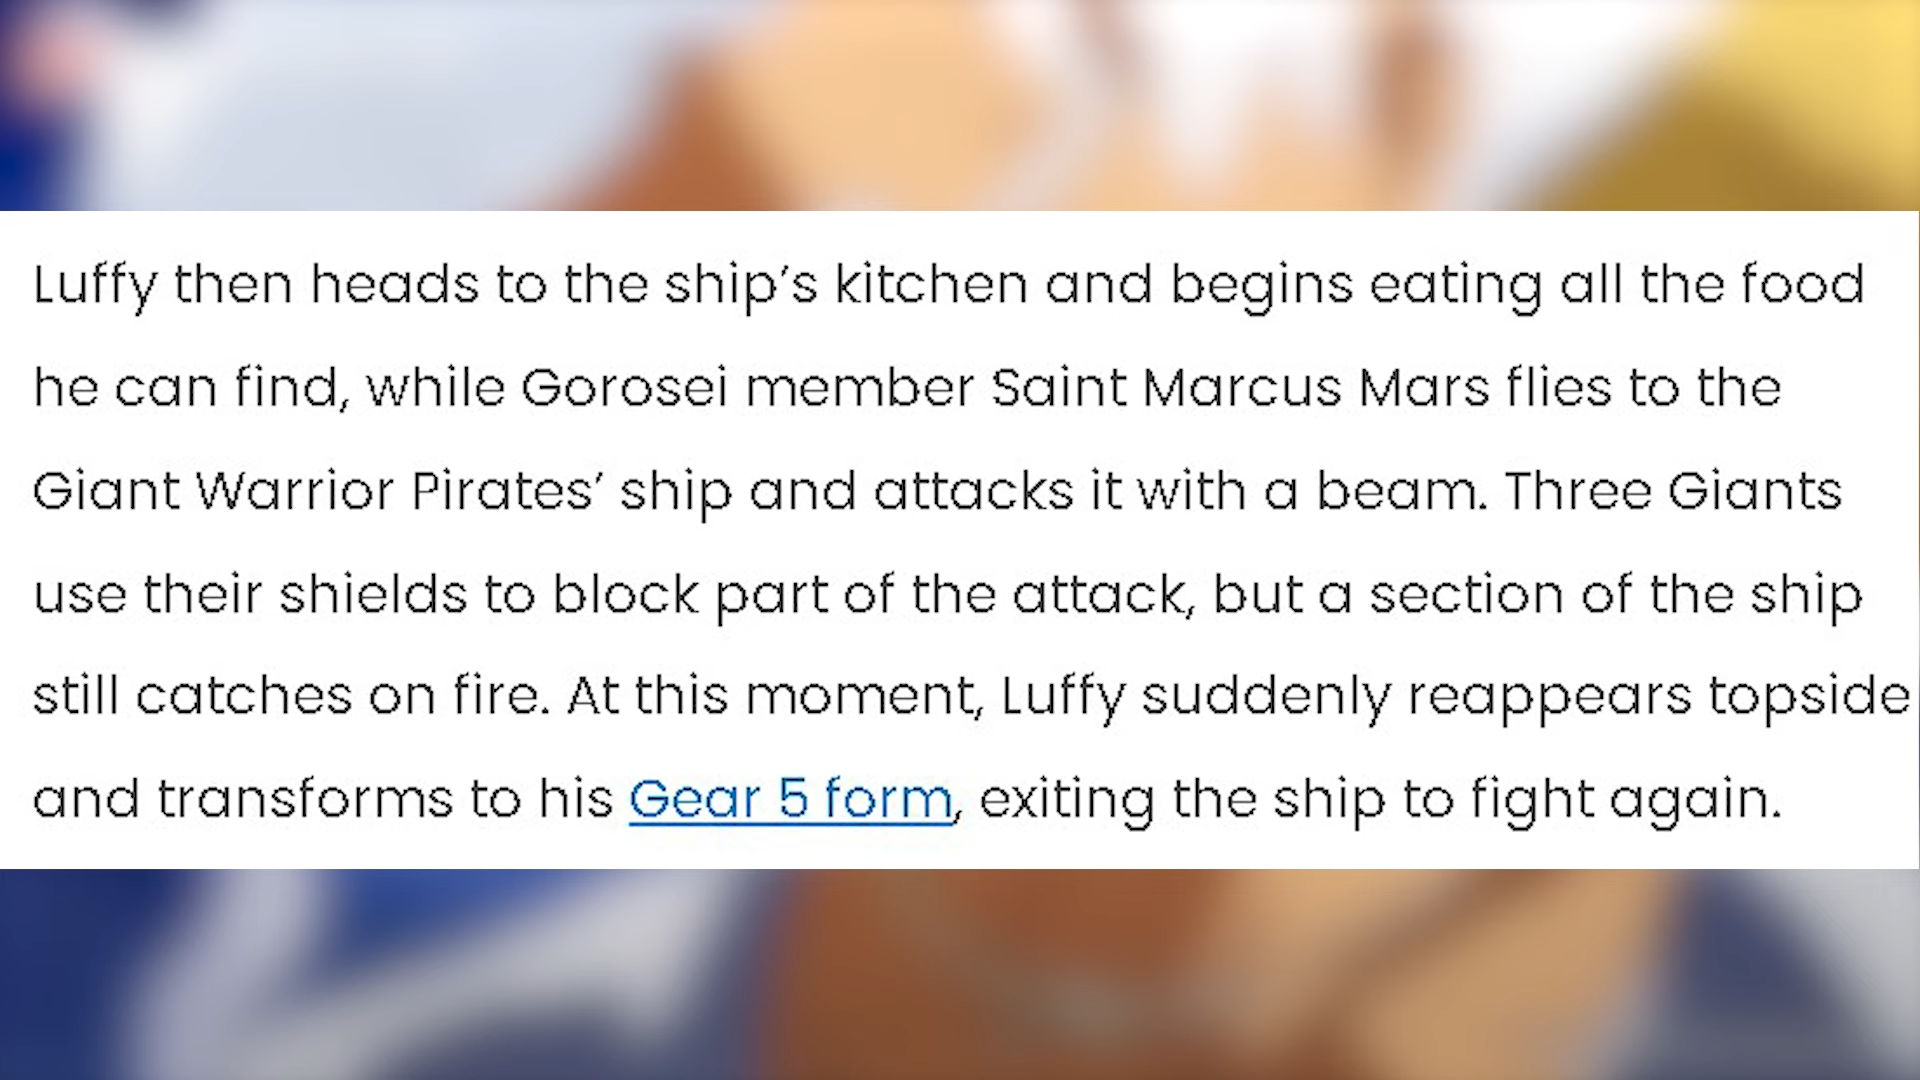 Luffy then heads to the ship’s kitchen and begins eating all the food
he can find, while Gorosei member Saint Marcus Mars flies to the
Giant Warrior Pirates’ ship and attacks it with a beam. Three Giants
use their shields to block part of the attack, but a section of the ship
still catches on fire. At this moment, Luffy suddenly reappears topside
and transforms to his Gear 5 form, exiting the ship to fight again.